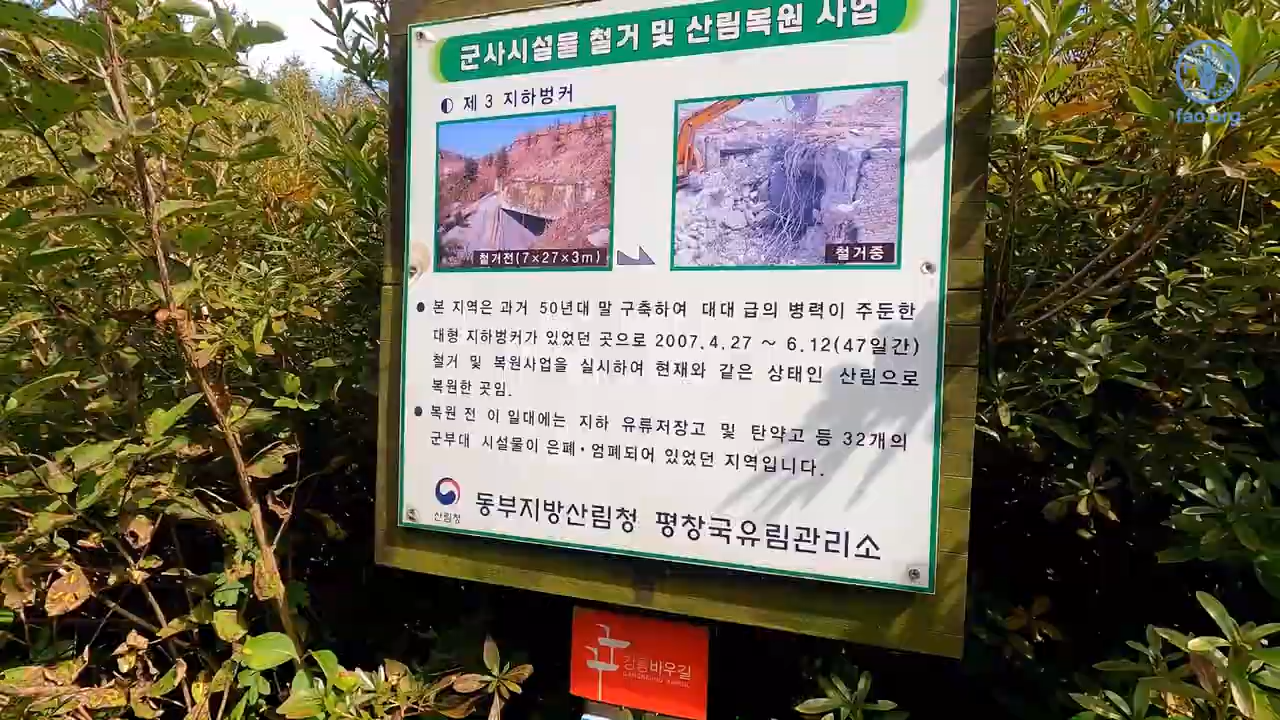 군사시설물 철거 및 산림복원 사업
제 3 지하벙커
철거전(7×27×3m)
철거중
● 본 지역은 과거 50년대 말 구축하여 대대 급의 병력이 주둔한
대형 지하벙커가 있었던 곳으로 2007.4.27 ~ 6.12(47일간)
철거 및 복원사업을 실시하여 현재와 같은 상태인 산림으로
복원한 곳임.
● 복원 전 이 일대에는 지하 유류저장고 및 탄약고 등 32개의
군부대 시설물이 은폐·엄폐되어 있었던 지역입니다.
산림청
동부지방산림청 평창국유림관리소
강릉바우길
fao.org